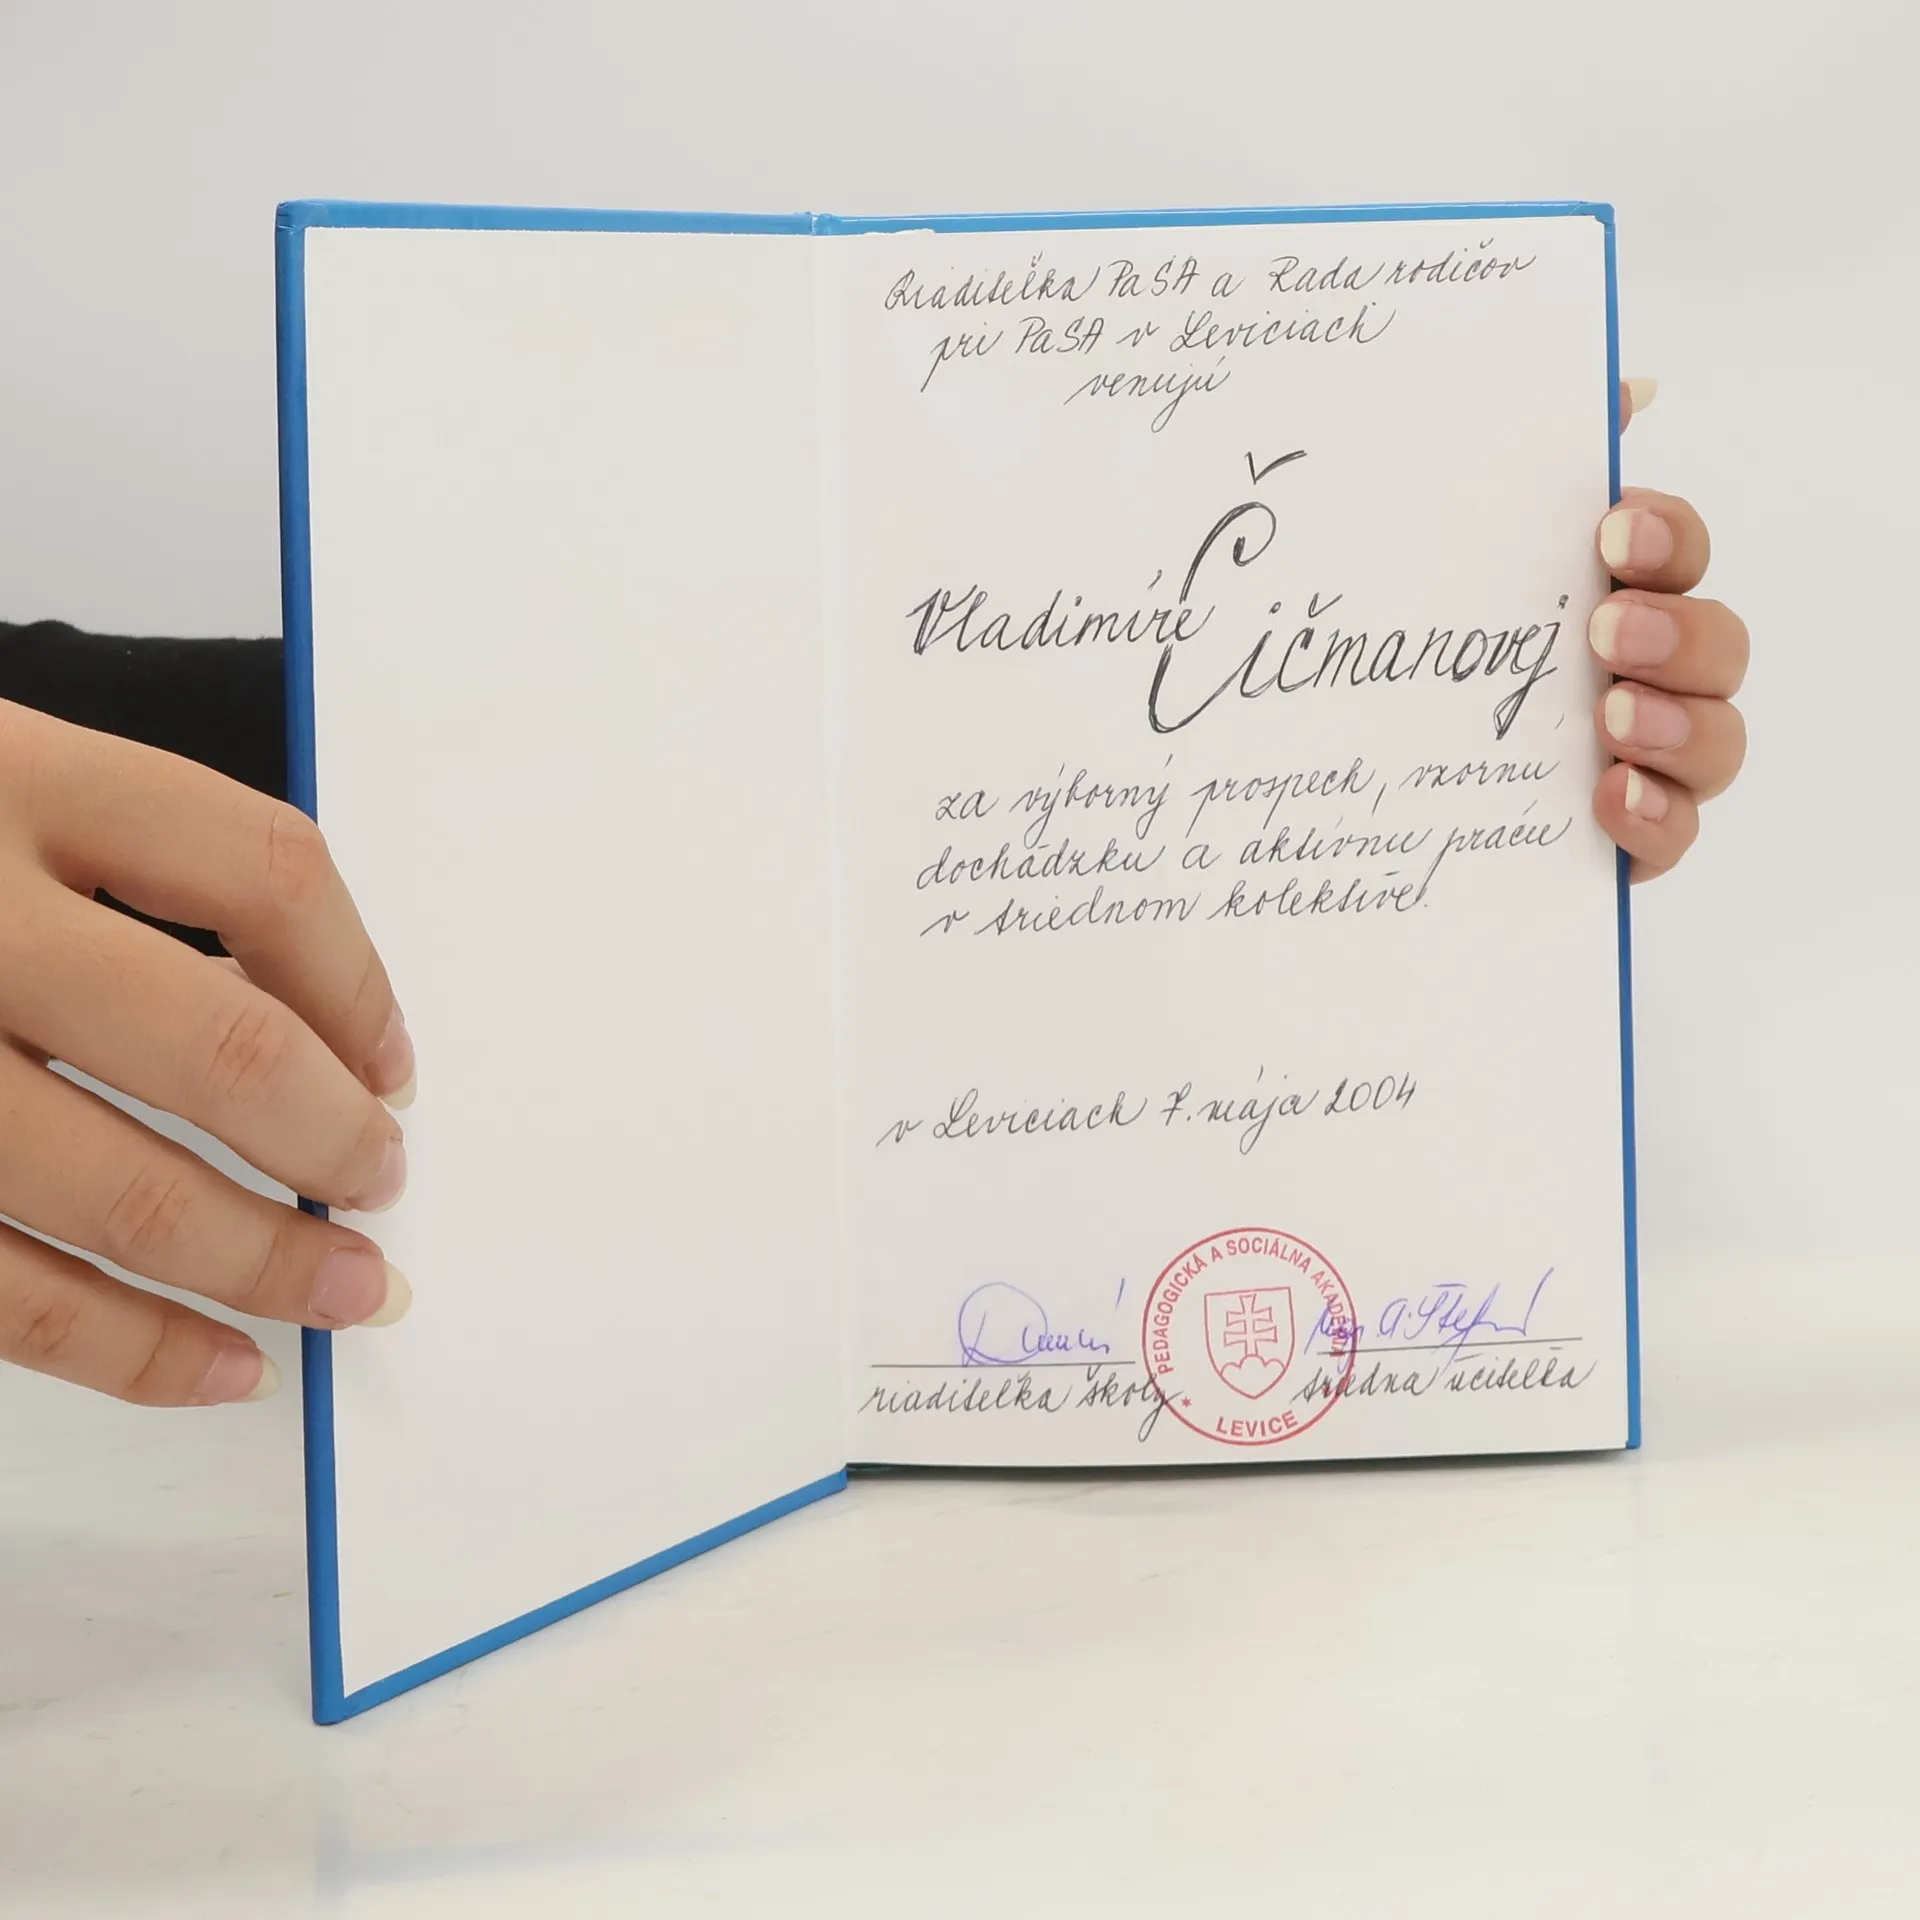 Riaditeľka PaSA a Rada rodičov
pri PaSA v Leviciach
venujú
Vladimíre Čičmanovej
za výborný prospech, vzornú
dochádzku a aktívnu prácu
v triednom kolektíve.
v Leviciach 7. mája 2004
PEDAGOGICKÁ A SOCIÁLNA AKADÉMIA
* LEVICE
riaditeľka školy
triedna učiteľka